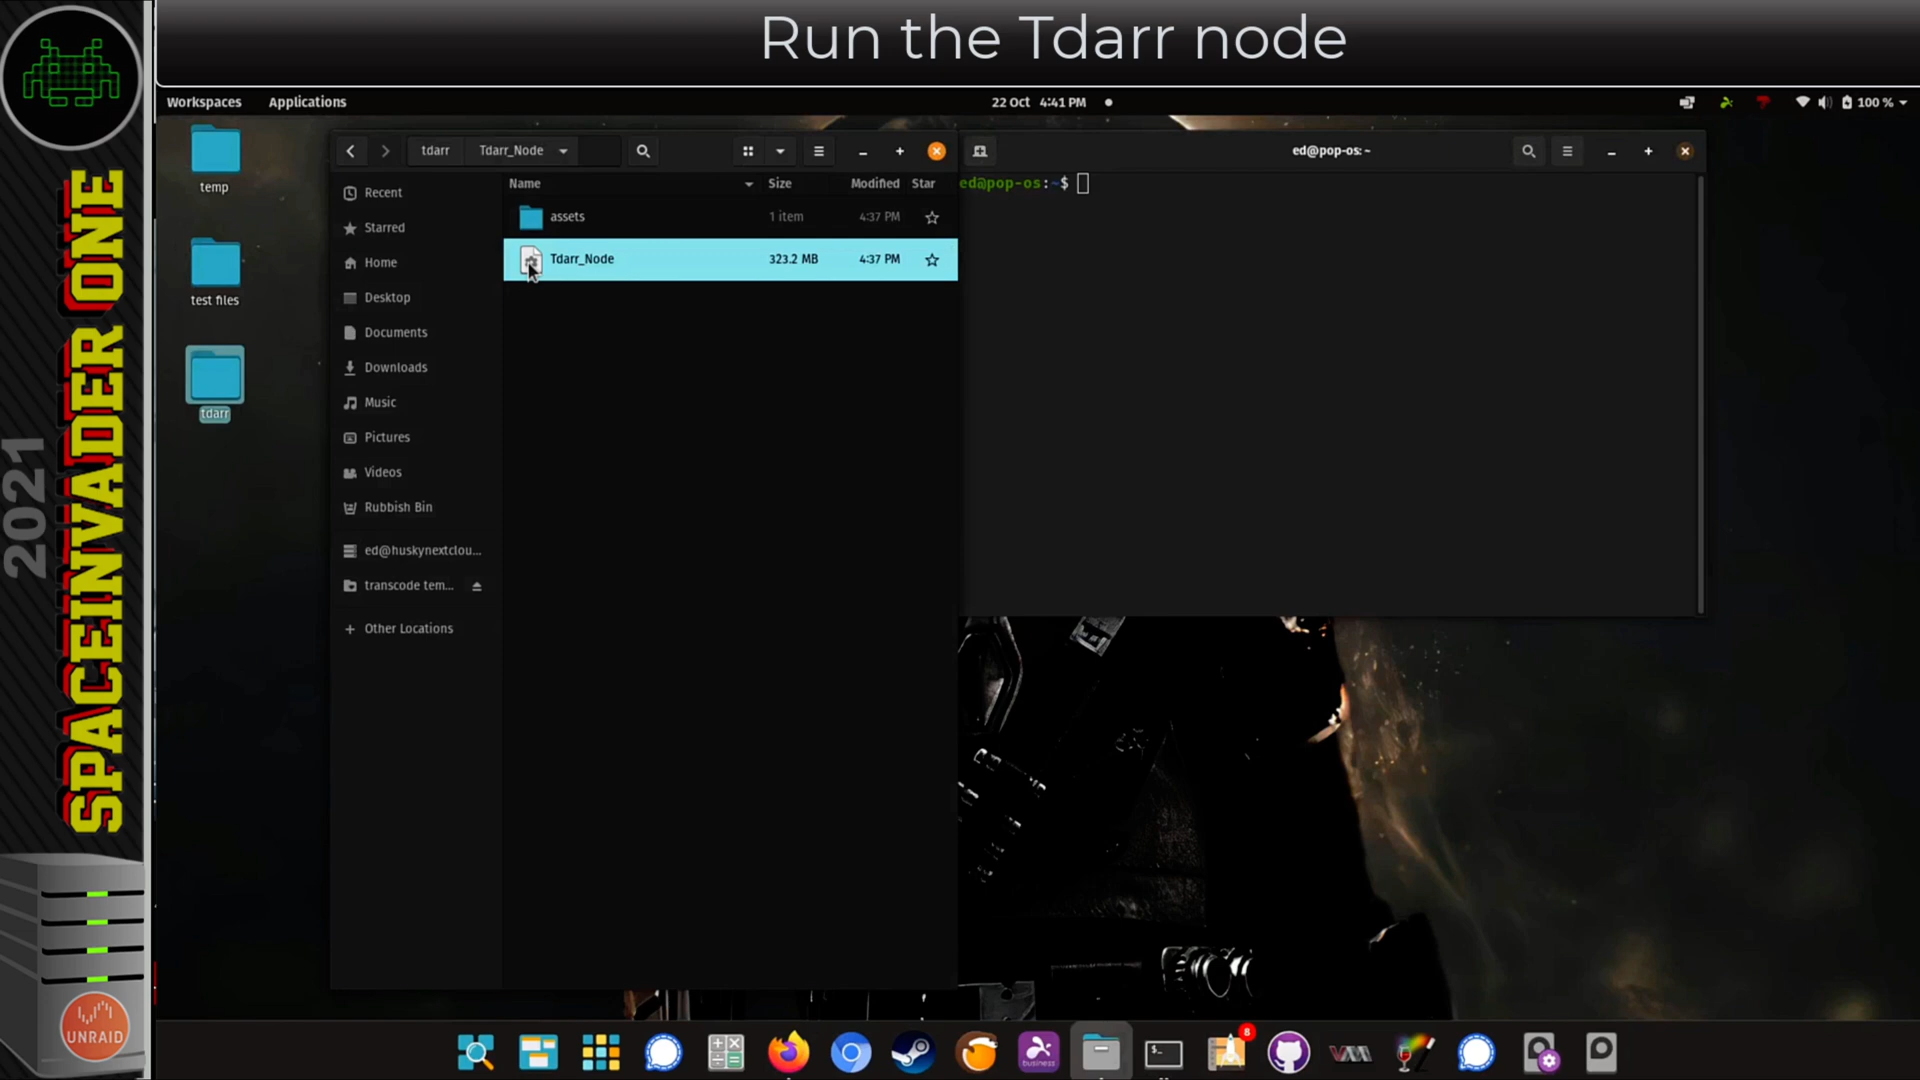 Run the Tdarr node
2021
SPACEINVADER ONE
UNRAID
Workspaces Applications 22 Oct 4:41 PM 100 %
temp
test files
tdarr
tdarr Tdarr_Node
Recent
Starred
Home
Desktop
Documents
Downloads
Music
Pictures
Videos
Rubbish Bin
ed@huskynextclou...
transcode tem...
+ Other Locations
Name Size Modified Star
assets 1 item 4:37 PM
Tdarr_Node 323.2 MB 4:37 PM
ed@pop-os: ~
ed@pop-os:~$
business
8